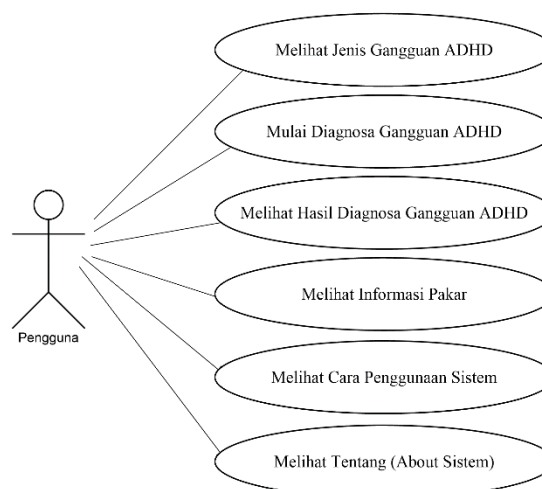 Melihat Jenis Gangguan ADHD
Mulai Diagnosa Gangguan ADHD
Melihat Hasil Diagnosa Gangguan ADHD
Melihat Informasi Pakar
Pengguna
Melihat Cara Penggunaan Sistem
Melihat Tentang (About Sistem)